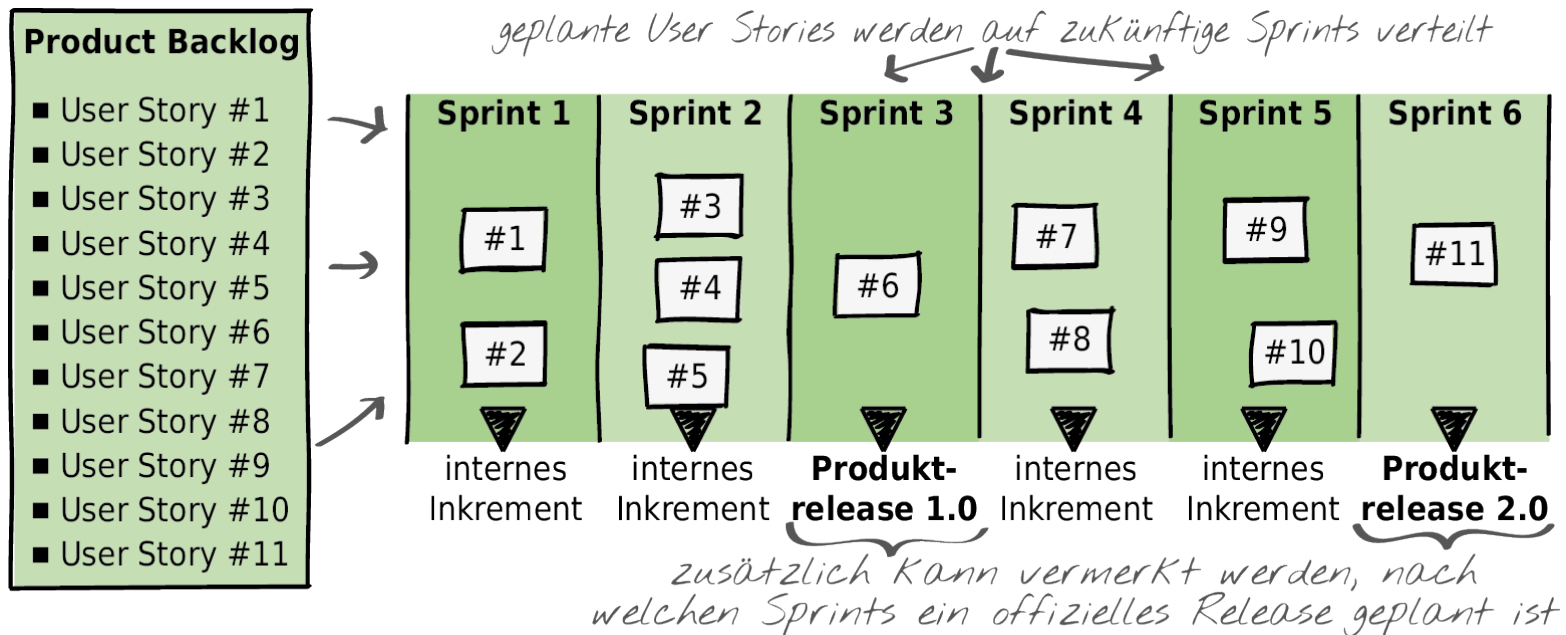 Product Backlog
■ User Story #1
■ User Story #2
■ User Story #3
■ User Story #4
■ User Story #5
■ User Story #6
■ User Story #7
■ User Story #8
■ User Story #9
■ User Story #10
■ User Story #11
geplante User Stories werden auf zukünftige Sprints verteilt
Sprint 1
#1
#2
internes
Inkrement
Sprint 2
#3
#4
#5
internes
Inkrement
Sprint 3
#6
Produkt-
release 1.0
Sprint 4
#7
#8
internes
Inkrement
Sprint 5
#9
#10
internes
Inkrement
Sprint 6
#11
Produkt-
release 2.0
zusätzlich kann vermerkt werden, nach
welchen Sprints ein offizielles Release geplant ist